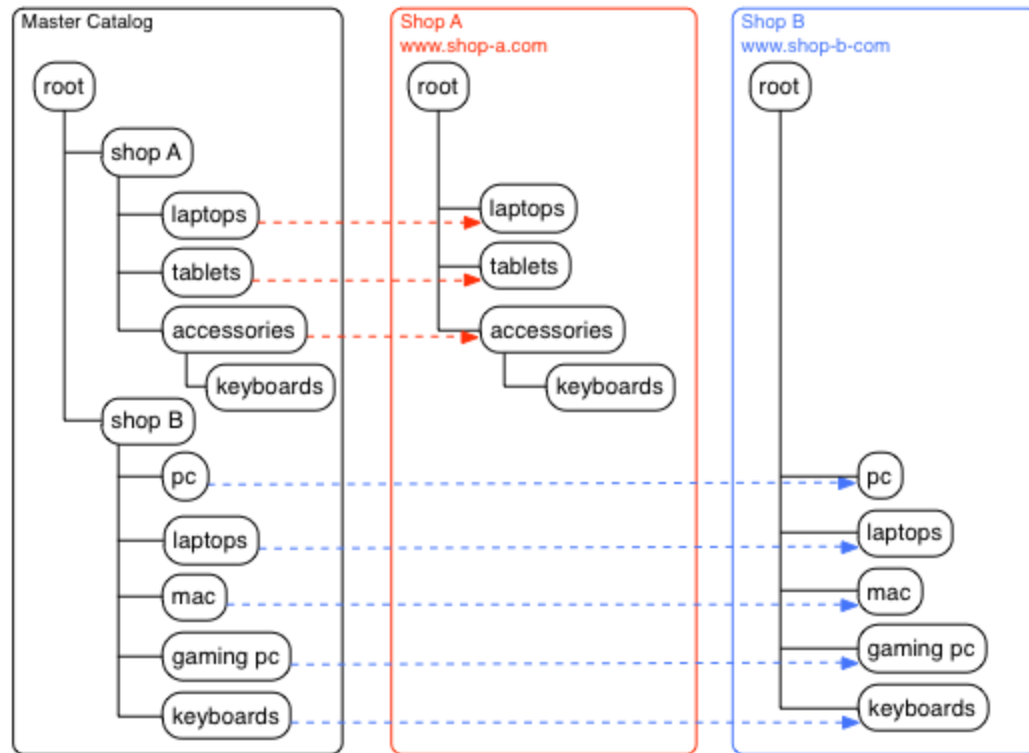 Master Catalog
root
shop A
laptops
tablets
accessories
keyboards
shop B
pc
laptops
mac
gaming pc
keyboards
Shop A
www.shop-a.com
root
laptops
tablets
accessories
keyboards
Shop B
www.shop-b-com
root
pc
laptops
mac
gaming pc
keyboards